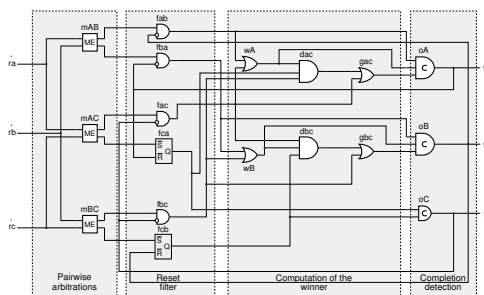 mAB fab fba wA dac gac oA
ME C
ra
mAC fac oB
ME fca dbc gbc C
rb S Q
R
wB
mBC fbc oC
ME fcb C
rc S Q
R
Pairwise arbitrations
Reset filter
Computation of the winner
Completion detection